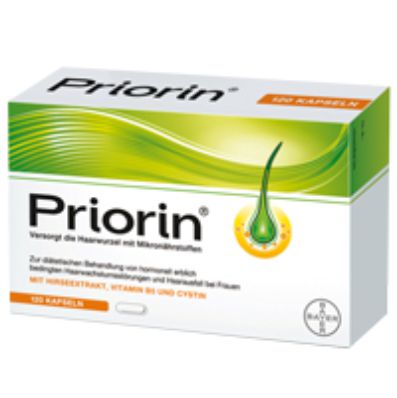 Priorin®
120 KAPSELN
Priorin®
Versorgt die Haarwurzel mit Mikronährstoffen
Zur diätetischen Behandlung von hormonell erblich
bedingten Haarwachstumsstörungen und Haarausfall bei Frauen
MIT HIRSEEXTRAKT, VITAMIN B5 UND CYSTIN
120 KAPSELN
BAYER
BAYER